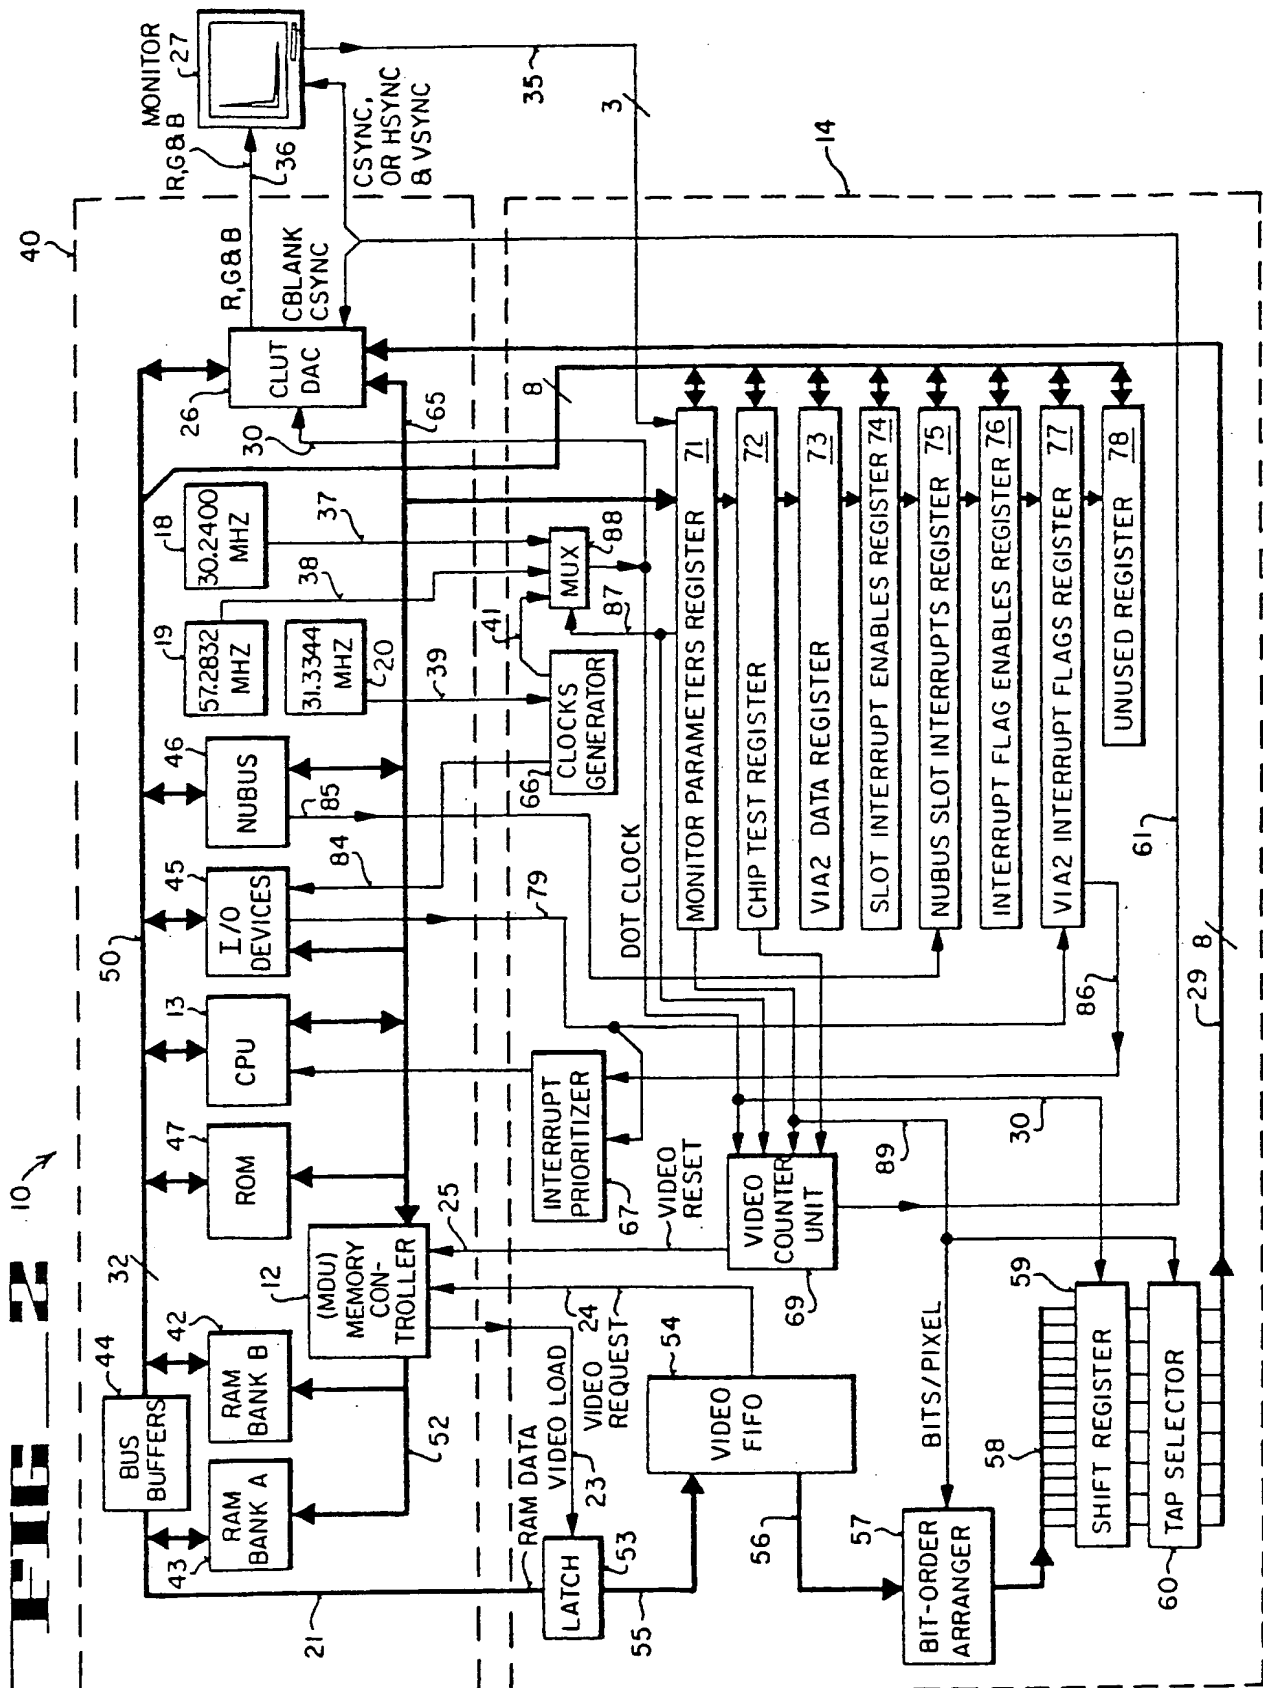 FIG 2
10
40
44
BUS
BUFFERS
32
50
43
RAM
BANK A
42
RAM
BANK B
47
ROM
13
CPU
45
I/O
DEVICES
46
NUBUS
19
57.2832
MHZ
18
30.2400
MHZ
31.3344
MHZ
20
26
CLUT
DAC
R,G&B
R,G&B
36
MONITOR
27
CBLANK
CSYNC
CSYNC,
OR HSYNC
& VSYNC
35
3
14
21
52
12
(MDU)
MEMORY
CON-
TROLLER
84
85
39
38
37
30
65
RAM DATA
VIDEO LOAD
23
VIDEO
REQUEST
24
25
VIDEO
RESET
LATCH
53
55
INTERRUPT
PRIORITIZER
67
79
66
CLOCKS
GENERATOR
41
MUX
88
87
8
DOT CLOCK
VIDEO
FIFO
54
56
VIDEO
COUNTER
UNIT
69
89
30
MONITOR PARAMETERS REGISTER 71
CHIP TEST REGISTER 72
VIA2 DATA REGISTER 73
SLOT INTERRUPT ENABLES REGISTER 74
NUBUS SLOT INTERRUPTS REGISTER 75
INTERRUPT FLAG ENABLES REGISTER 76
VIA2 INTERRUPT FLAGS REGISTER 77
UNUSED REGISTER 78
86
61
BITS/PIXEL
57
BIT-ORDER
ARRANGER
58
59
SHIFT REGISTER
TAP SELECTOR
60
29
8